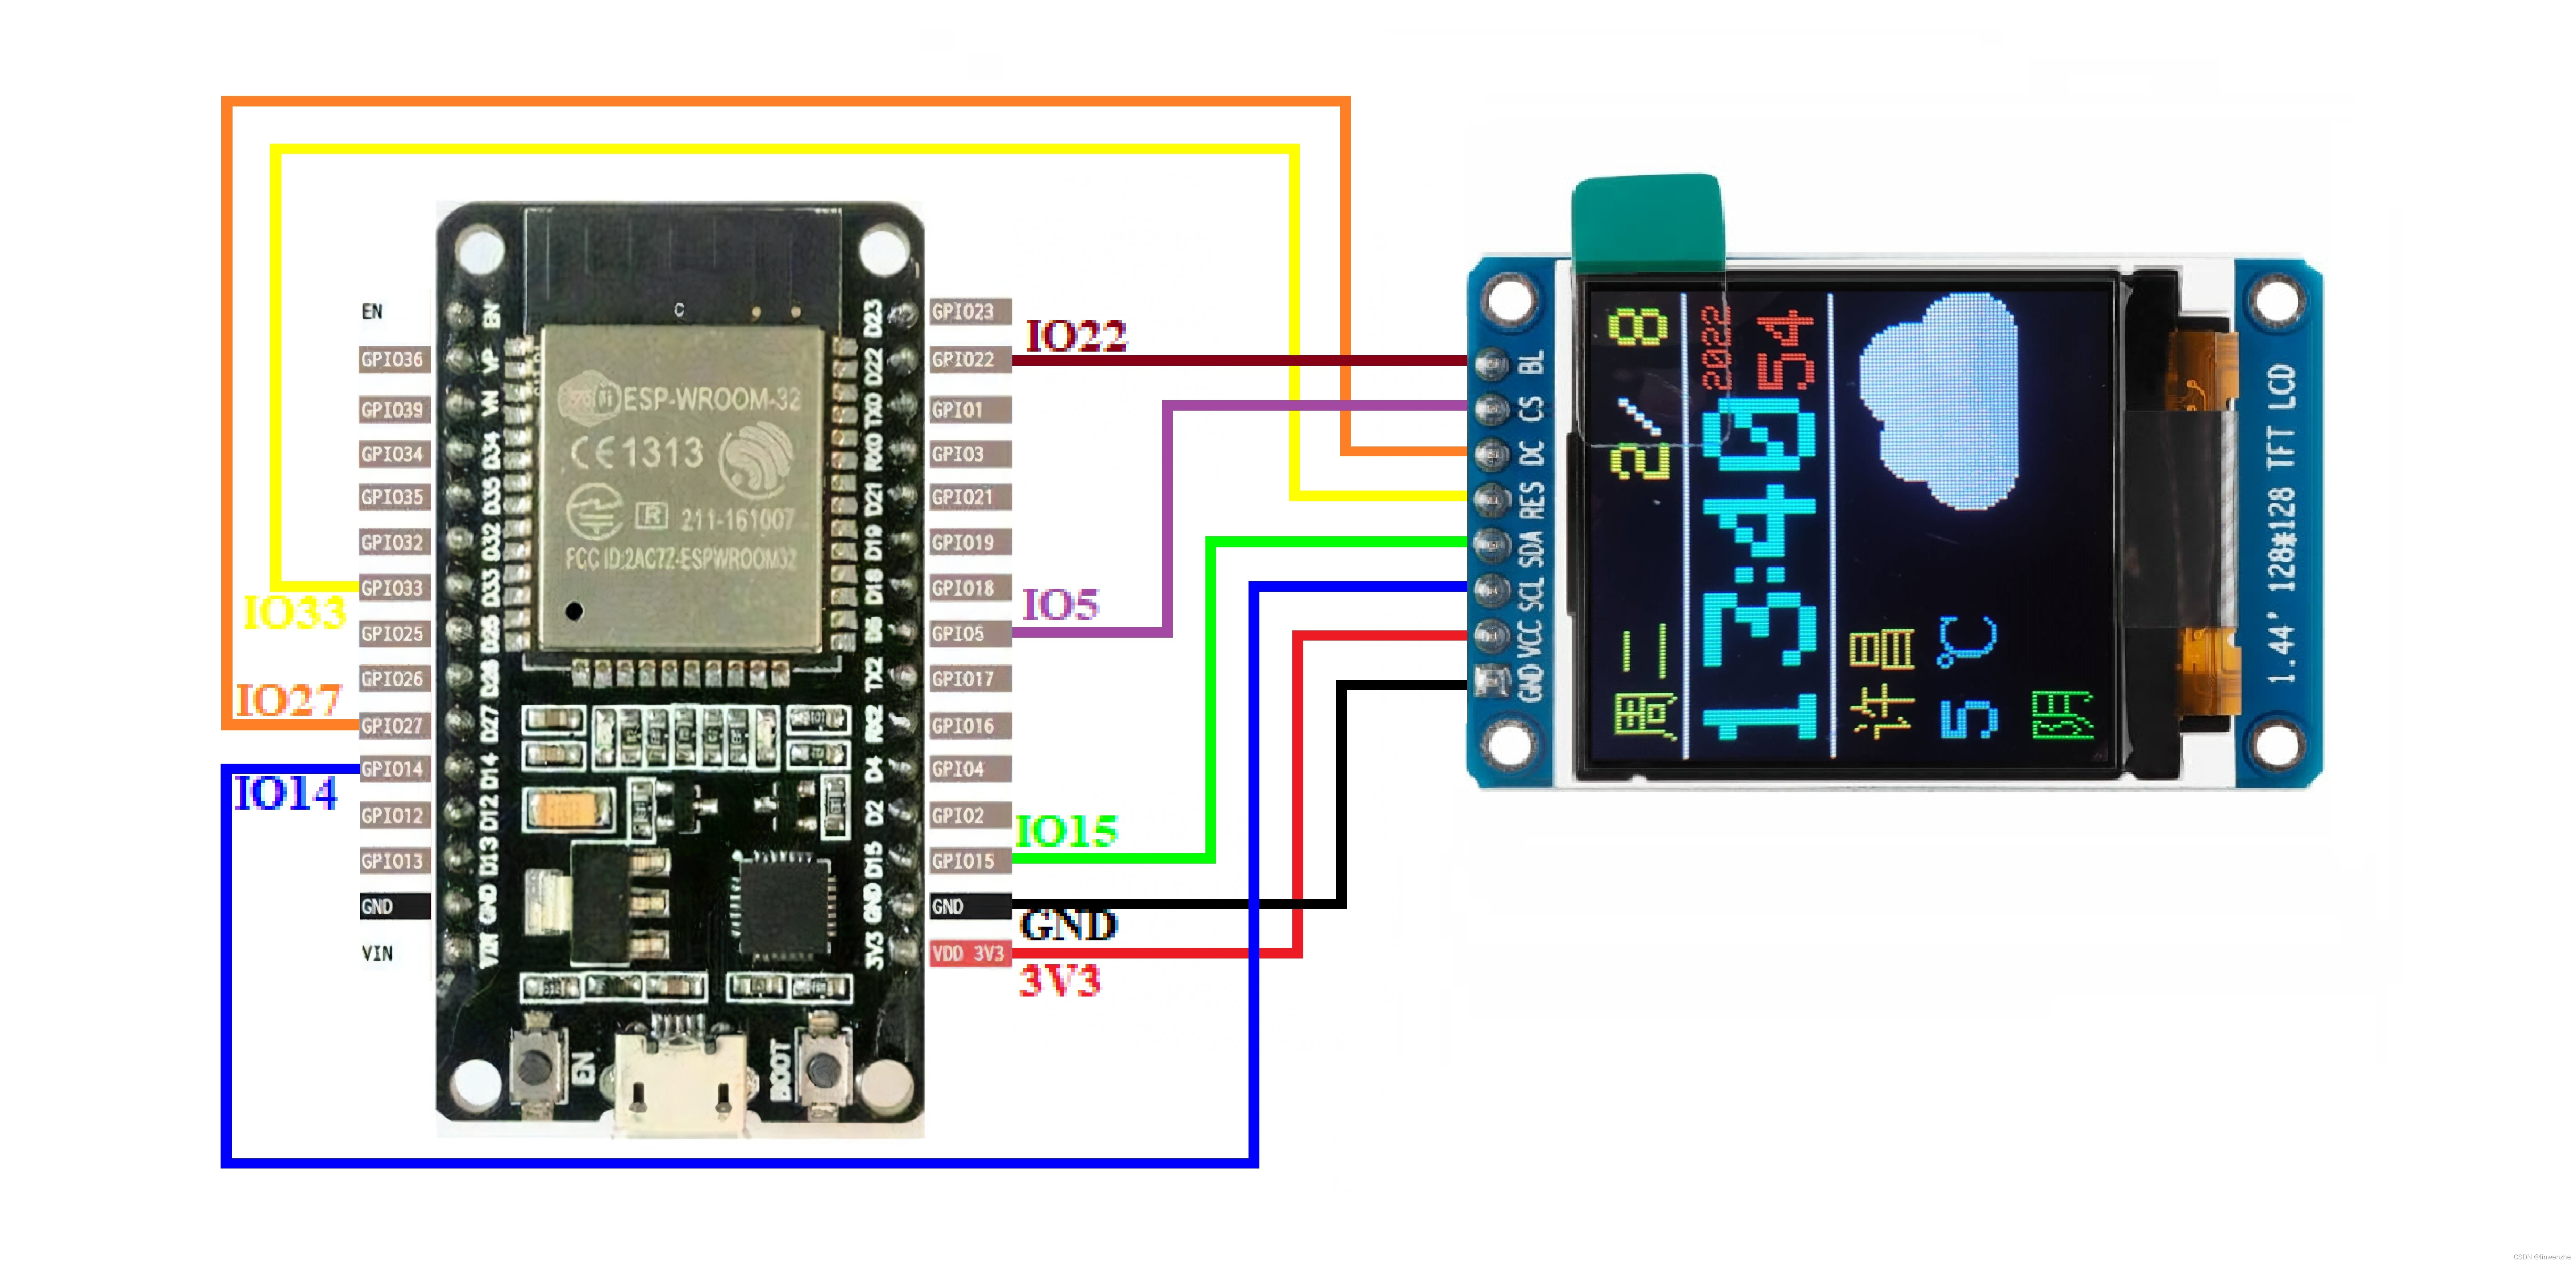 EN
GPIO36
GPIO39
GPIO34
GPIO35
GPIO32
GPIO33
IO33
GPIO25
GPIO26
IO27
GPIO27
GPIO14
IO14
GPIO12
GPIO13
GND
VIN
EN
VP
VN
D34
D35
D32
D33
D25
D26
D27
D14
D12
D13
GND
VIN
ESP-WROOM-32
CE1313
R 211-161007
FCC ID:2AC7Z-ESPWROOM32
EN
BOOT
D23
D22
TX0
RX0
D21
D19
D18
D5
TX2
RX2
D4
D2
D15
GND
3V3
GPIO23
IO22
GPIO22
GPIO1
GPIO3
GPIO21
GPIO19
GPIO18
IO5
GPIO5
GPIO17
GPIO16
GPIO4
GPIO2
IO15
GPIO15
GND
GND
VDD 3V3
3V3
BL
CS
DC
RES
SDA
SCL
VCC
GND
周二 2/ 8
2022
13:40 54
许昌
5℃
阴
1.44' 128*128 TFT LCD
CSDN @linwenzhe